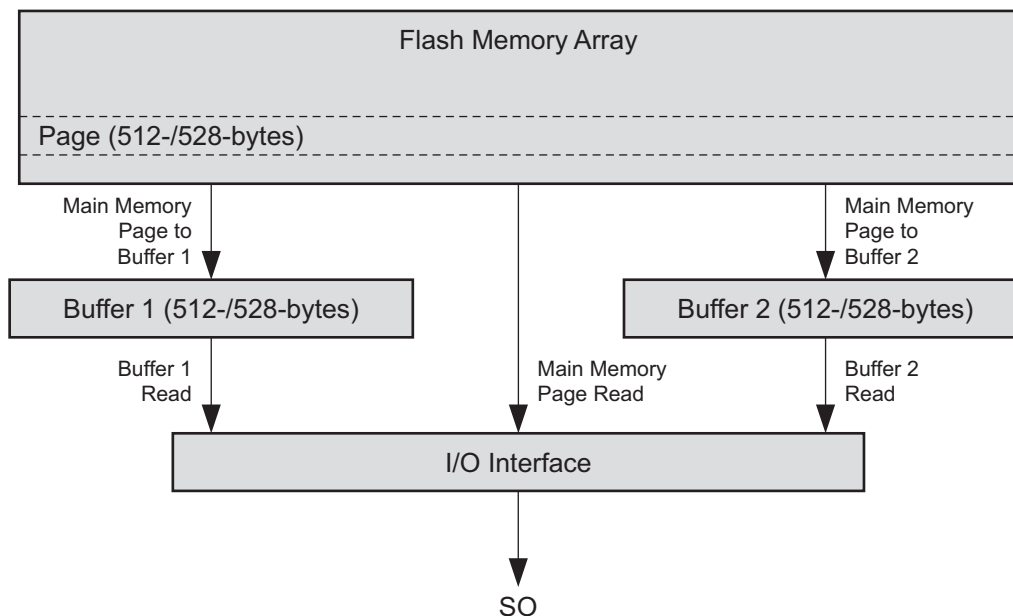 Flash Memory Array
Page (512-/528-bytes)
Main Memory
Page to
Buffer 1
Main Memory
Page to
Buffer 2
Buffer 1 (512-/528-bytes)
Buffer 2 (512-/528-bytes)
Buffer 1
Read
Main Memory
Page Read
Buffer 2
Read
I/O Interface
SO